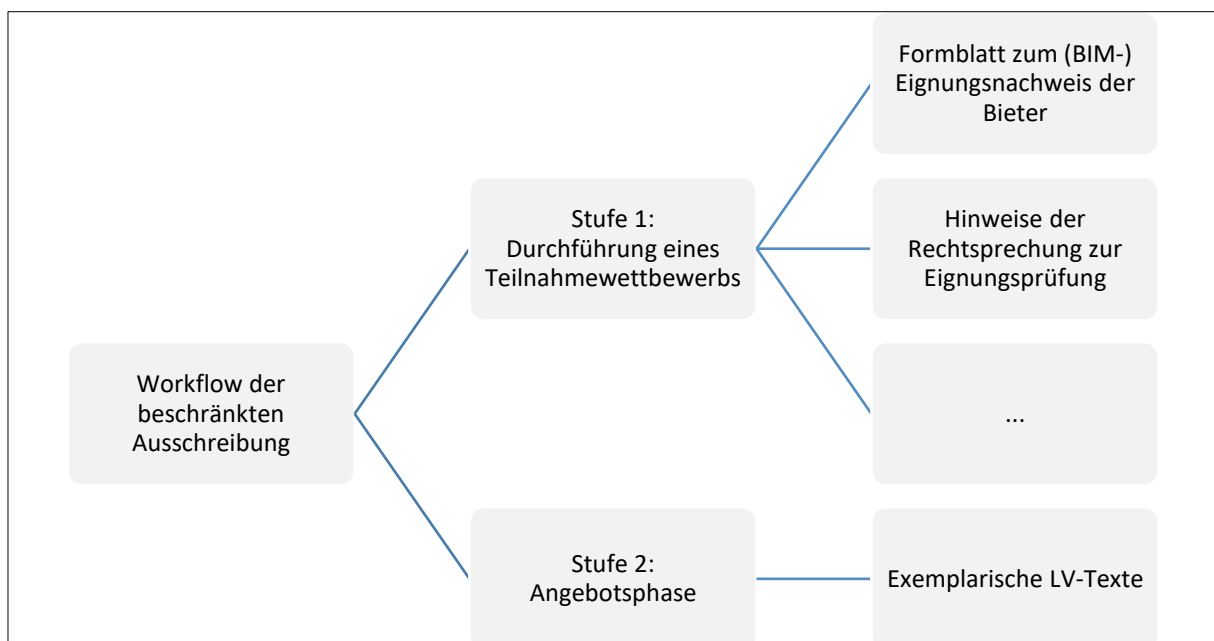 Workflow der
beschränkten
Ausschreibung
Stufe 1:
Durchführung eines
Teilnahmewettbewerbs
Formblatt zum (BIM-)
Eignungsnachweis der
Bieter
Hinweise der
Rechtsprechung zur
Eignungsprüfung
...
Stufe 2:
Angebotsphase
Exemplarische LV-Texte